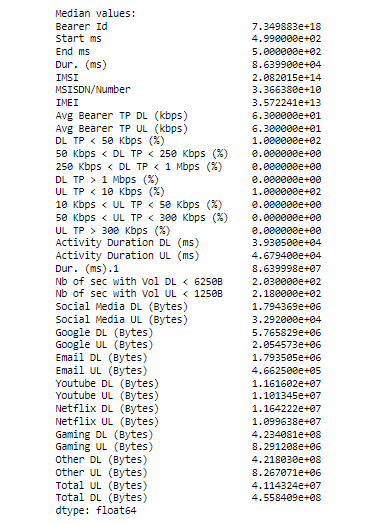 Median values:
Bearer Id 7.349883e+18
Start ms 4.990000e+02
End ms 5.000000e+02
Dur. (ms) 8.639900e+04
IMSI 2.082015e+14
MSISDN/Number 3.366380e+10
IMEI 3.572241e+13
Avg Bearer TP DL (kbps) 6.300000e+01
Avg Bearer TP UL (kbps) 6.300000e+01
DL TP < 50 Kbps (%) 1.000000e+02
50 Kbps < DL TP < 250 Kbps (%) 0.000000e+00
250 Kbps < DL TP < 1 Mbps (%) 0.000000e+00
DL TP > 1 Mbps (%) 0.000000e+00
UL TP < 10 Kbps (%) 1.000000e+02
10 Kbps < UL TP < 50 Kbps (%) 0.000000e+00
50 Kbps < UL TP < 300 Kbps (%) 0.000000e+00
UL TP > 300 Kbps (%) 0.000000e+00
Activity Duration DL (ms) 3.930500e+04
Activity Duration UL (ms) 4.679400e+04
Dur. (ms).1 8.639998e+07
Nb of sec with Vol DL < 6250B 2.030000e+02
Nb of sec with Vol UL < 1250B 2.180000e+02
Social Media DL (Bytes) 1.794369e+06
Social Media UL (Bytes) 3.292000e+04
Google DL (Bytes) 5.765829e+06
Google UL (Bytes) 2.054573e+06
Email DL (Bytes) 1.793505e+06
Email UL (Bytes) 4.662500e+05
Youtube DL (Bytes) 1.161602e+07
Youtube UL (Bytes) 1.101345e+07
Netflix DL (Bytes) 1.164222e+07
Netflix UL (Bytes) 1.099638e+07
Gaming DL (Bytes) 4.234081e+08
Gaming UL (Bytes) 8.291208e+06
Other DL (Bytes) 4.218030e+08
Other UL (Bytes) 8.267071e+06
Total UL (Bytes) 4.114324e+07
Total DL (Bytes) 4.558409e+08
dtype: float64